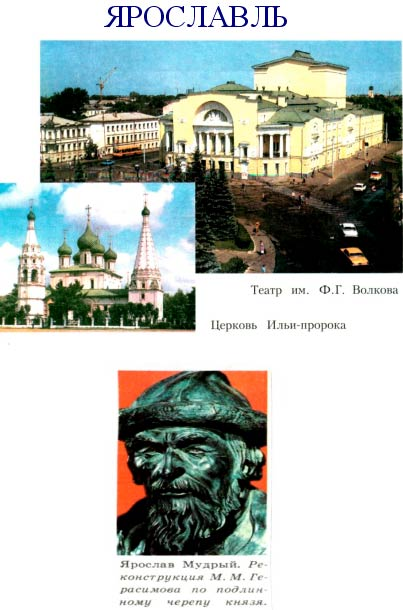 ЯРОСЛАВЛЬ
Театр им. Ф.Г. Волкова
Церковь Ильи-пророка
Ярослав Мудрый. Ре-
конструкция М. М. Ге-
расимова по подлин-
ному черепу князя.